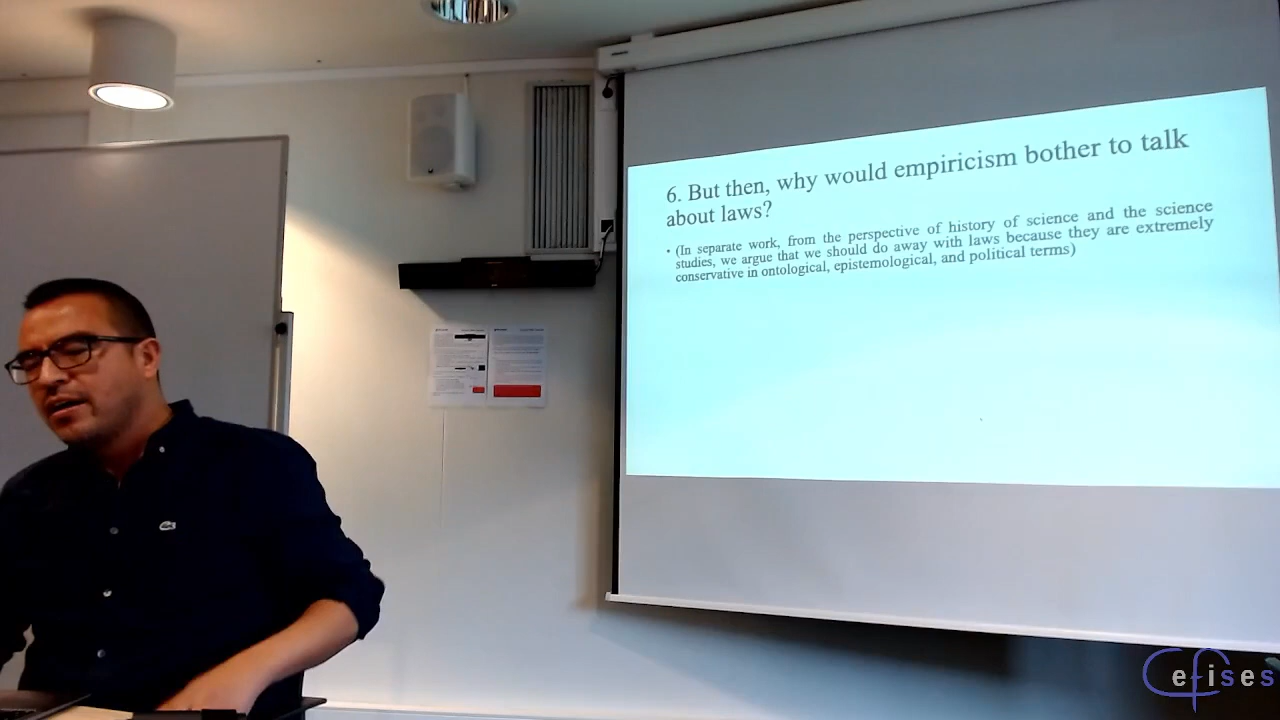 6. But then, why would empiricism bother to talk
about laws?
• (In separate work, from the perspective of history of science and the science
studies, we argue that we should do away with laws because they are extremely
conservative in ontological, epistemological, and political terms)
Cefises